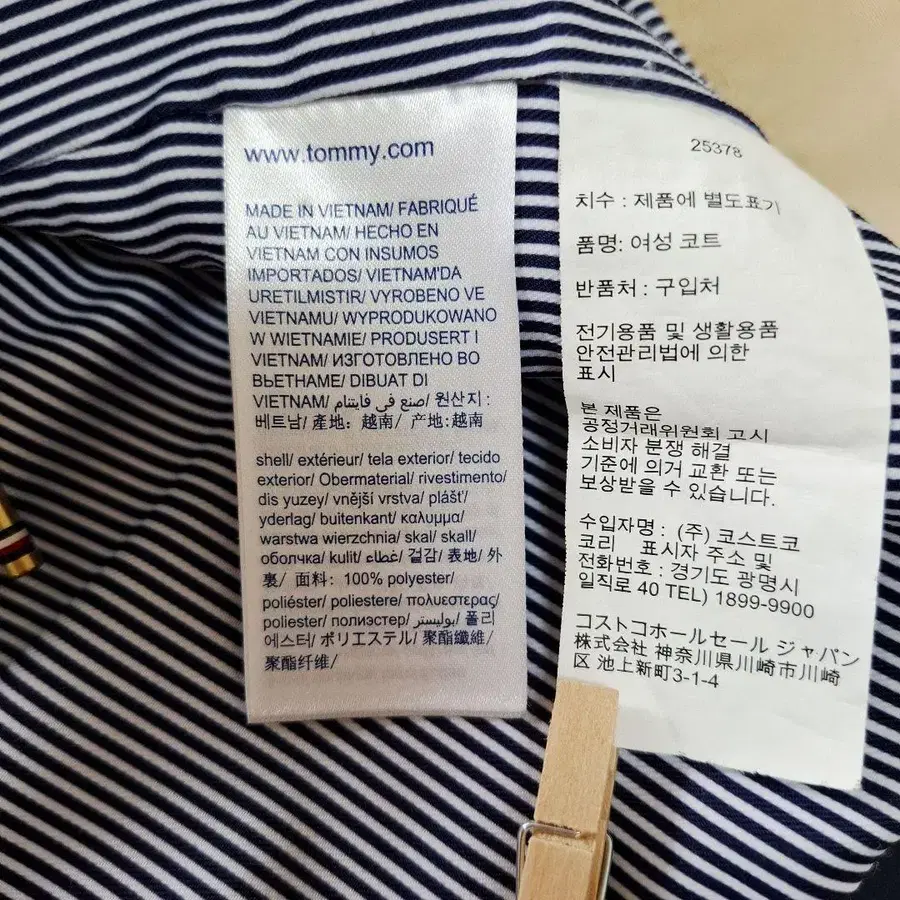 www.tommy.com
MADE IN VIETNAM/ FABRIQUÉ
AU VIETNAM/ HECHO EN
VIETNAM CON INSUMOS
IMPORTADOS/ VIETNAM'DA
URETILMISTIR/ VYROBENO VE
VIETNAMU/ WYPRODUKOWANO
W WIETNAMIE/ PRODUSERT I
VIETNAM/ ИЗГОТОВЛЕНО ВО
ВЬЕТНАМЕ/ DIBUAT DI
VIETNAM/ صنع في فايتنام/ 원산지:
베트남/ 產地: 越南/ 产地:越南
shell/ extérieur/ tela exterior/ tecido
exterior/ Obermaterial/ rivestimento/
dis yuzey/ vnější vrstva/ plášť/
yderlag/ buitenkant/ καλυμμα/
warstwa wierzchnia/ skal/ skall/
оболчка/ kulit/ غطاء/ 겉감/ 表地/ 外
裏/ 面料: 100% polyester/
poliéster/ poliestere/ πολυεστερας/
poliester/ полиэстер/ بوليستر/ 폴리
에스터/ ポリエステル/ 聚酯纖維/
聚酯纤维/
25378
치수 : 제품에 별도표기
품명: 여성 코트
반품처 : 구입처
전기용품 및 생활용품
안전관리법에 의한
표시
본 제품은
공정거래위원회 고시
소비자 분쟁 해결
기준에 의거 교환 또는
보상받을 수 있습니다.
수입자명 : (주) 코스트코
코리 표시자 주소 및
전화번호 : 경기도 광명시
일직로 40 TEL) 1899-9900
コストコホールセール ジャパン
株式会社 神奈川県川崎市川崎
区 池上新町3-1-4